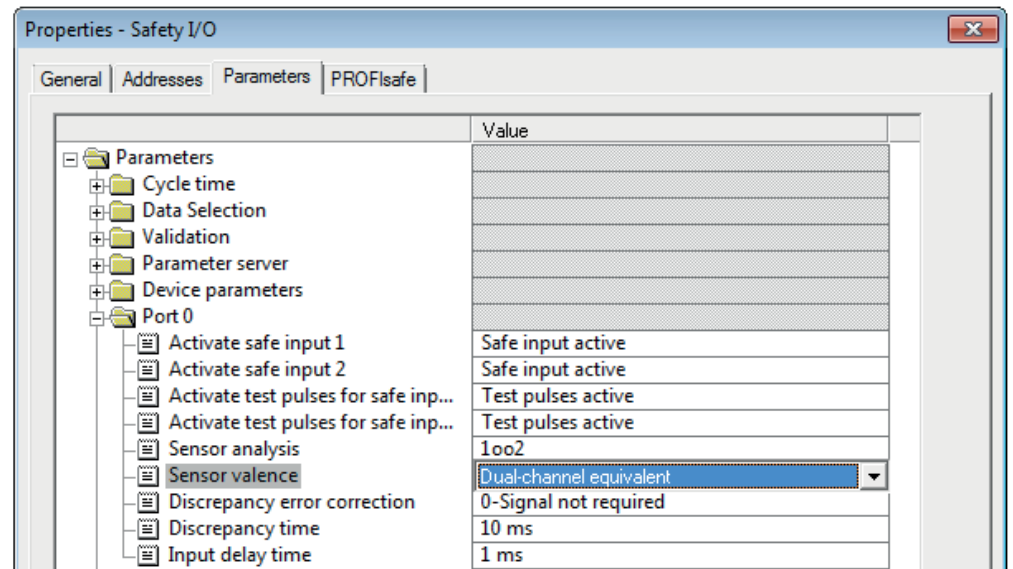 Properties - Safety I/O
General Addresses Parameters PROFIsafe
Value
Parameters
Cycle time
Data Selection
Validation
Parameter server
Device parameters
Port 0
Activate safe input 1 Safe input active
Activate safe input 2 Safe input active
Activate test pulses for safe inp... Test pulses active
Activate test pulses for safe inp... Test pulses active
Sensor analysis 1oo2
Sensor valence Dual-channel equivalent
Discrepancy error correction 0-Signal not required
Discrepancy time 10 ms
Input delay time 1 ms